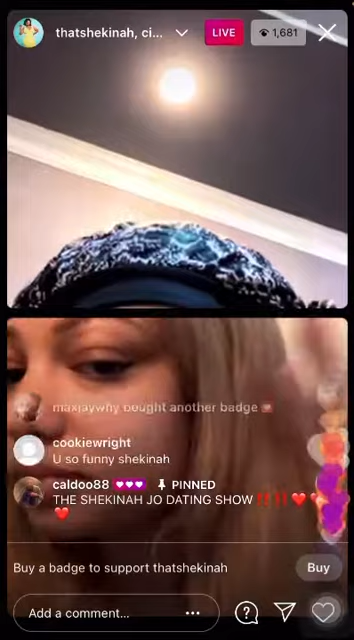 thatshekinah, ci...
LIVE
1,681
maxjaywhy bought another badge
cookiewright
U so funny shekinah
caldoo88 PINNED
THE SHEKINAH JO DATING SHOW ‼️‼️❤️❤️
❤️
Buy a badge to support thatshekinah
Buy
Add a comment...